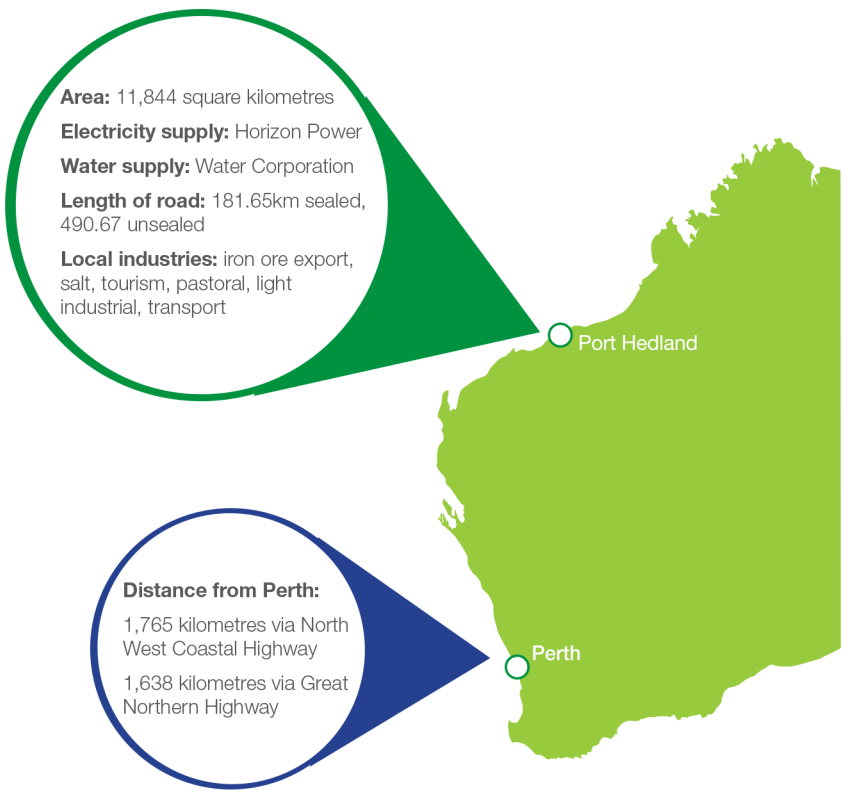 Area: 11,844 square kilometres
Electricity supply: Horizon Power
Water supply: Water Corporation
Length of road: 181.65km sealed,
490.67 unsealed
Local industries: iron ore export,
salt, tourism, pastoral, light
industrial, transport
Port Hedland
Distance from Perth:
1,765 kilometres via North
West Coastal Highway
1,638 kilometres via Great
Northern Highway
Perth